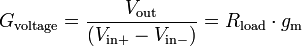 G_voltage = V_out / (V_in+ − V_in−) = R_load · g_m